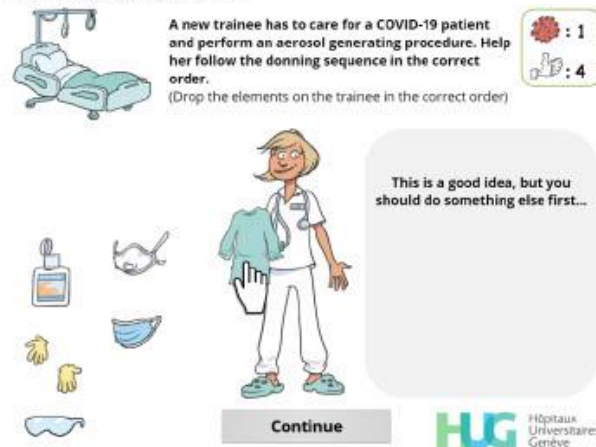 A new trainee has to care for a COVID-19 patient
and perform an aerosol generating procedure. Help
her follow the donning sequence in the correct
order.
(Drop the elements on the trainee in the correct order)
: 1
: 4
This is a good idea, but you
should do something else first...
Continue
HUG
Hôpitaux
Universitaires
Genève